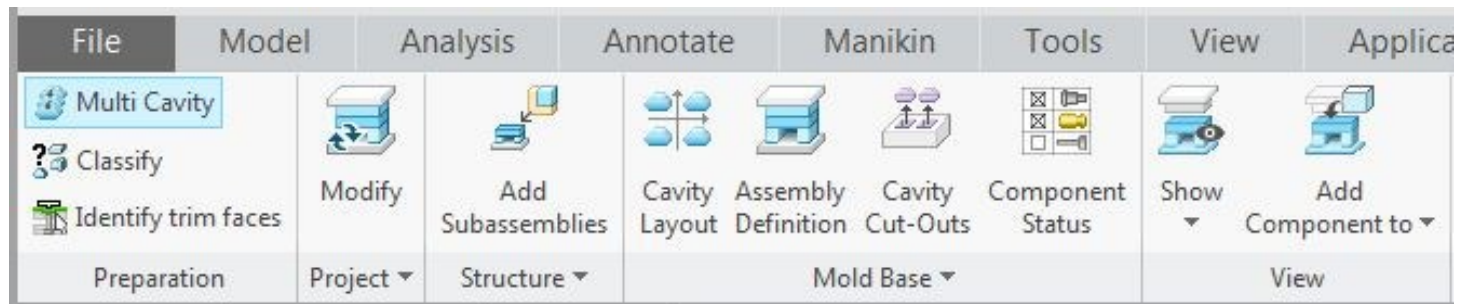 File Model Analysis Annotate Manikin Tools View Applica
Multi Cavity
Classify
Identify trim faces
Modify
Add
Subassemblies
Cavity
Layout
Assembly
Definition
Cavity
Cut-Outs
Component
Status
Show
Add
Component to
Preparation Project Structure Mold Base View